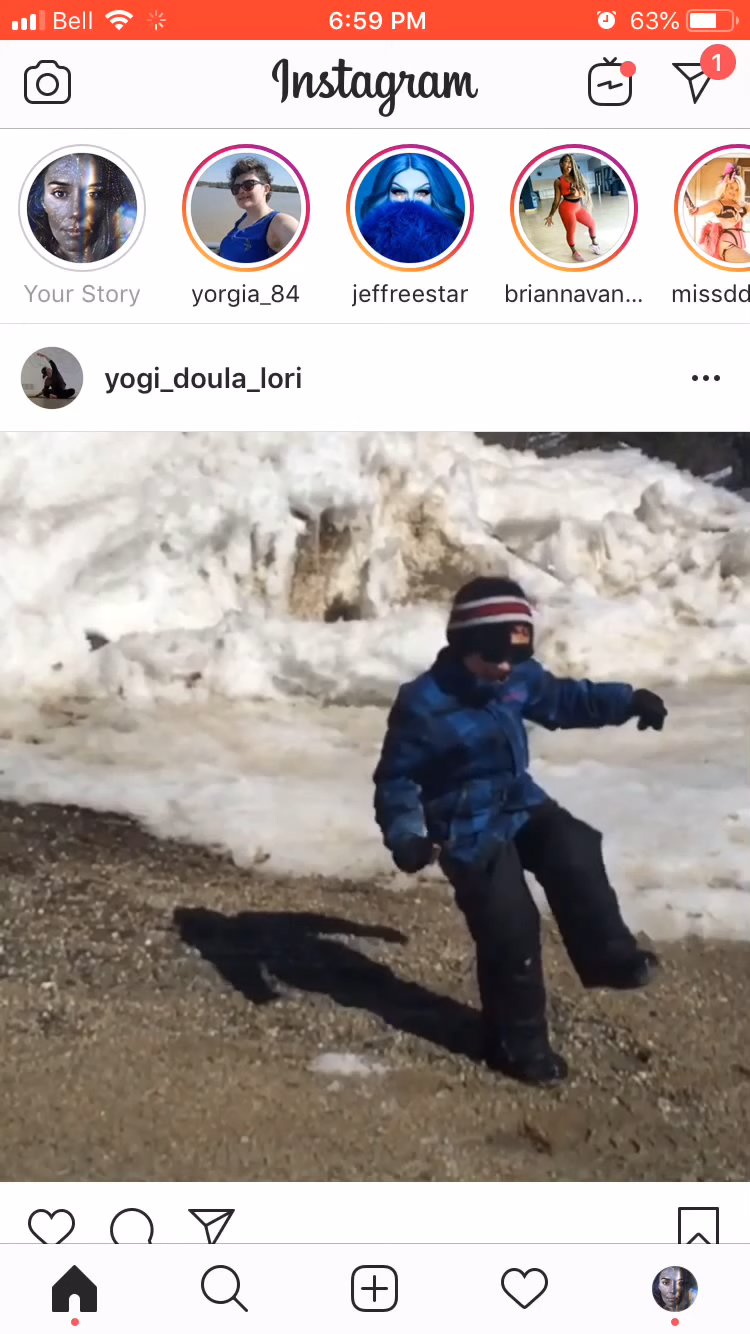 Bell 6:59 PM 63%
Instagram 1
Your Story yorgia_84 jeffreestar briannavan... missdd
yogi_doula_lori